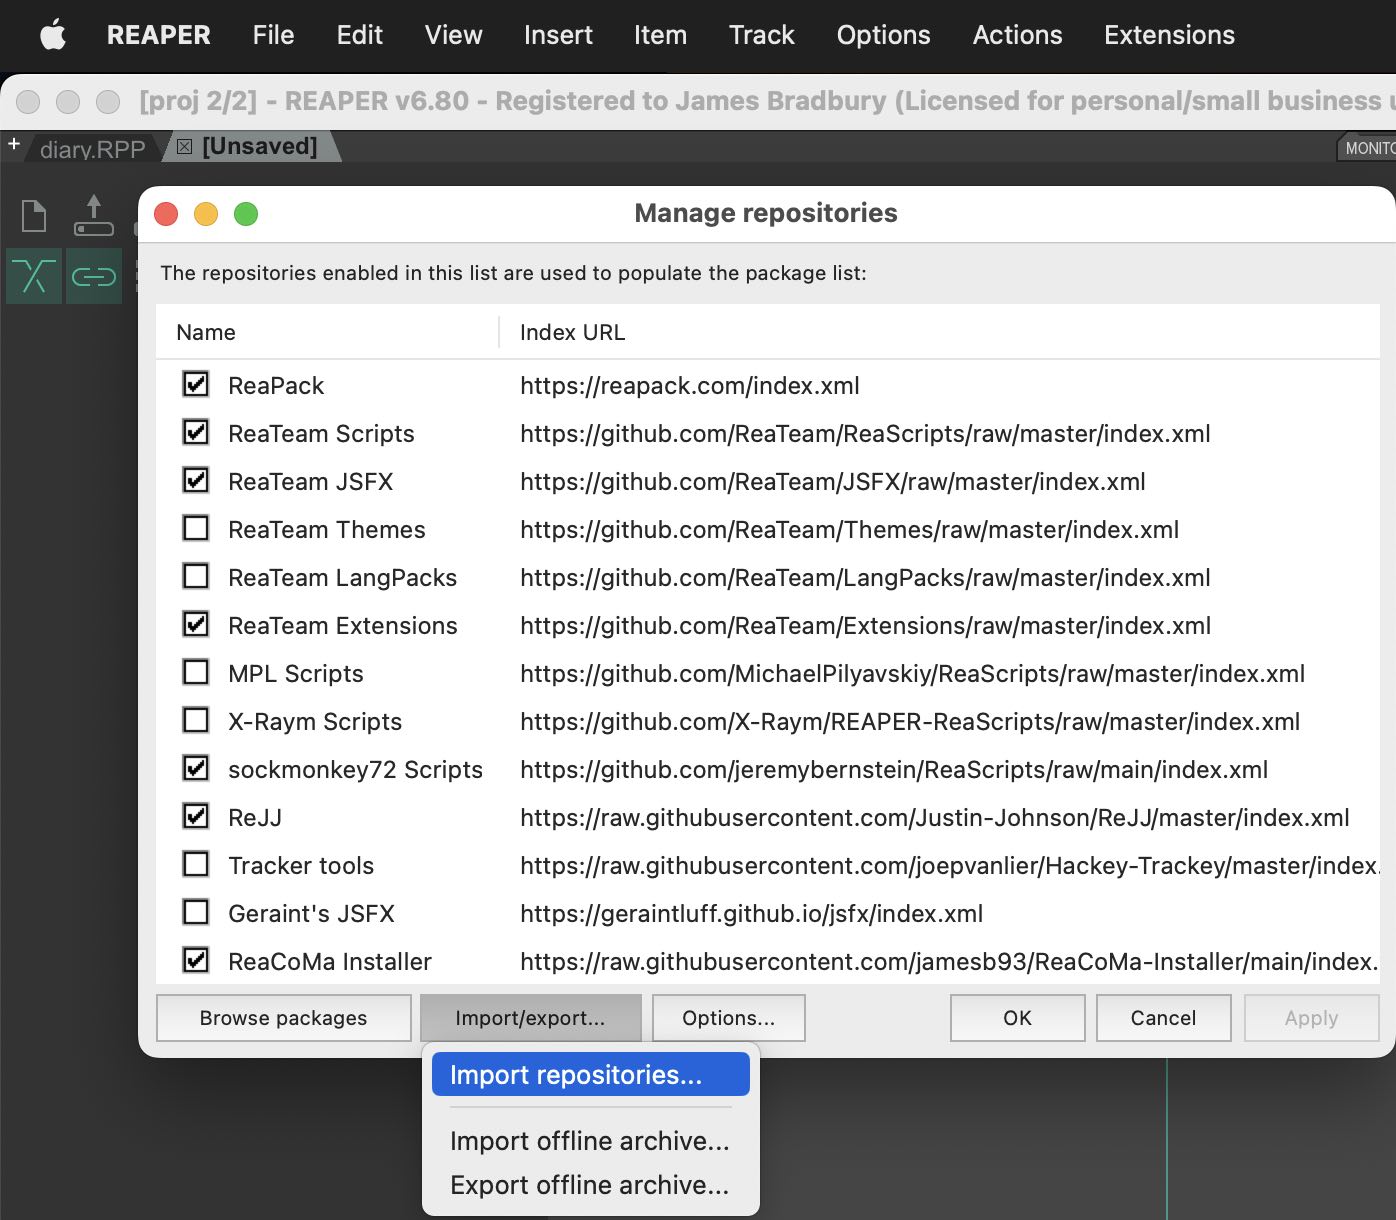 REAPER File Edit View Insert Item Track Options Actions Extensions
[proj 2/2] - REAPER v6.80 - Registered to James Bradbury (Licensed for personal/small business
+ diary.RPP [Unsaved]
Manage repositories
The repositories enabled in this list are used to populate the package list:
Name Index URL
ReaPack https://reapack.com/index.xml
ReaTeam Scripts https://github.com/ReaTeam/ReaScripts/raw/master/index.xml
ReaTeam JSFX https://github.com/ReaTeam/JSFX/raw/master/index.xml
ReaTeam Themes https://github.com/ReaTeam/Themes/raw/master/index.xml
ReaTeam LangPacks https://github.com/ReaTeam/LangPacks/raw/master/index.xml
ReaTeam Extensions https://github.com/ReaTeam/Extensions/raw/master/index.xml
MPL Scripts https://github.com/MichaelPilyavskiy/ReaScripts/raw/master/index.xml
X-Raym Scripts https://github.com/X-Raym/REAPER-ReaScripts/raw/master/index.xml
sockmonkey72 Scripts https://github.com/jeremybernstein/ReaScripts/raw/main/index.xml
ReJJ https://raw.githubusercontent.com/Justin-Johnson/ReJJ/master/index.xml
Tracker tools https://raw.githubusercontent.com/joepvanlier/Hackey-Trackey/master/index.
Geraint's JSFX https://geraintluff.github.io/jsfx/index.xml
ReaCoMa Installer https://raw.githubusercontent.com/jamesb93/ReaCoMa-Installer/main/index.
Browse packages Import/export... Options... OK Cancel Apply
Import repositories...
Import offline archive...
Export offline archive...